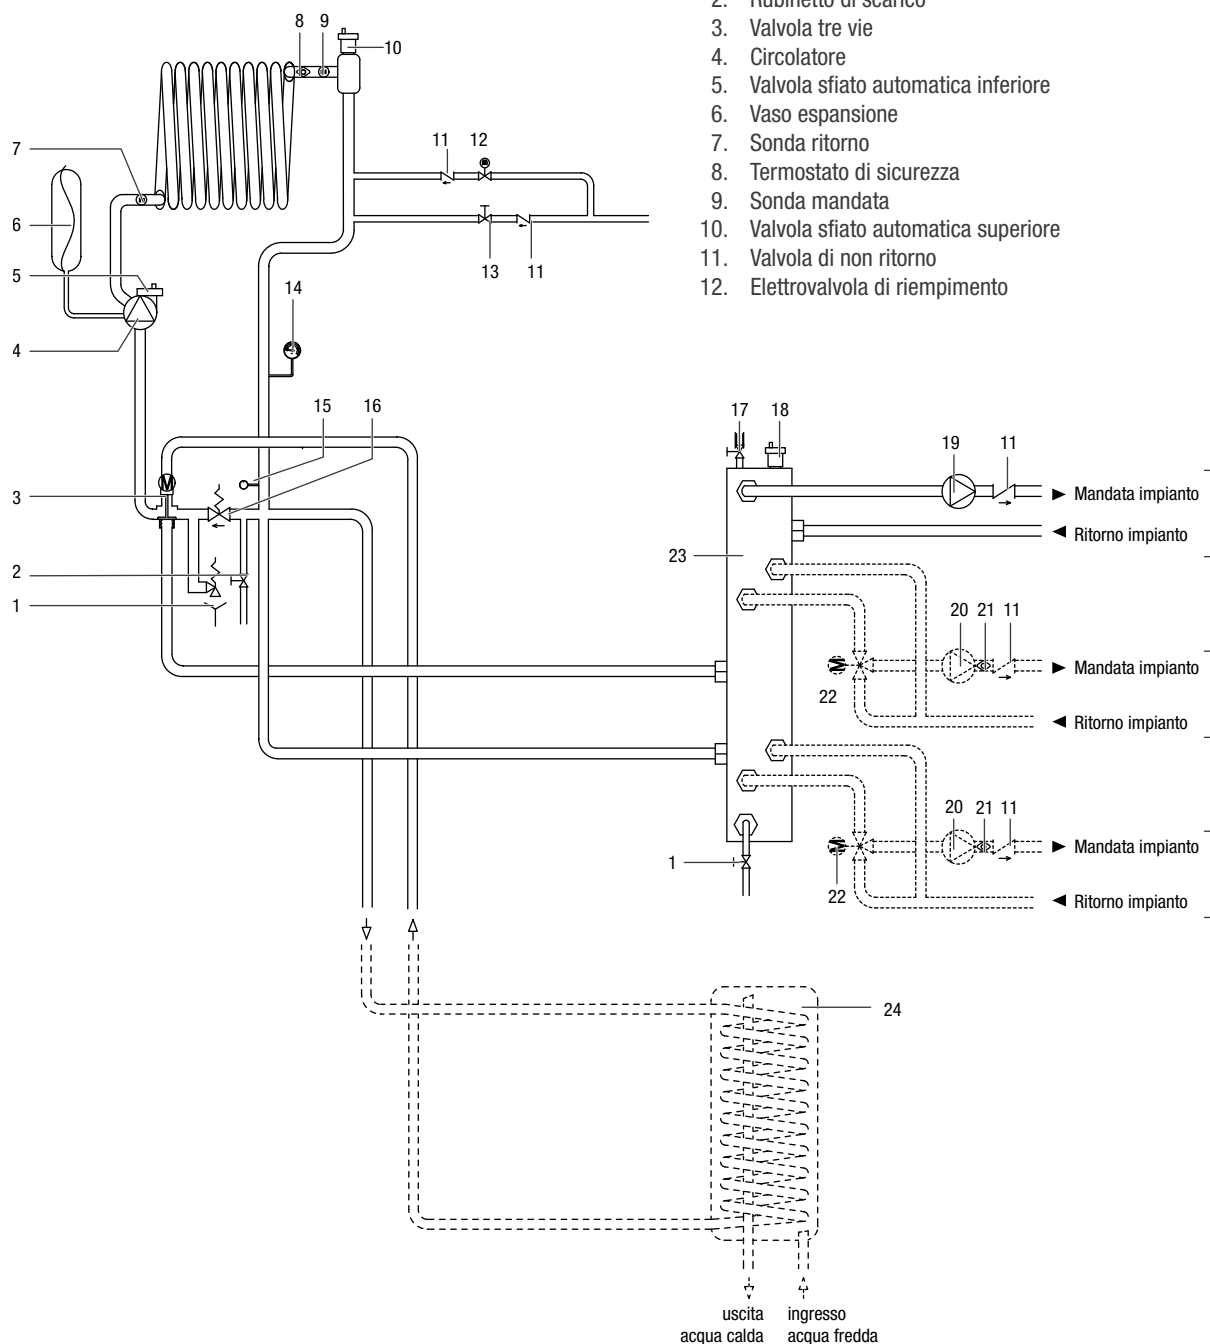 2. Rubinetto di scarico
3. Valvola tre vie
4. Circolatore
5. Valvola sfiato automatica inferiore
6. Vaso espansione
7. Sonda ritorno
8. Termostato di sicurezza
9. Sonda mandata
10. Valvola sfiato automatica superiore
11. Valvola di non ritorno
12. Elettrovalvola di riempimento
8 9
10
7
11 12
6
5
13 11
14
4
15 16
17 18
19 11
3
Mandata impianto
Ritorno impianto
23
2
1
20 21 11
M
Mandata impianto
22
Ritorno impianto
20 21 11
M
Mandata impianto
1
22
Ritorno impianto
24
uscita
acqua calda
ingresso
acqua fredda